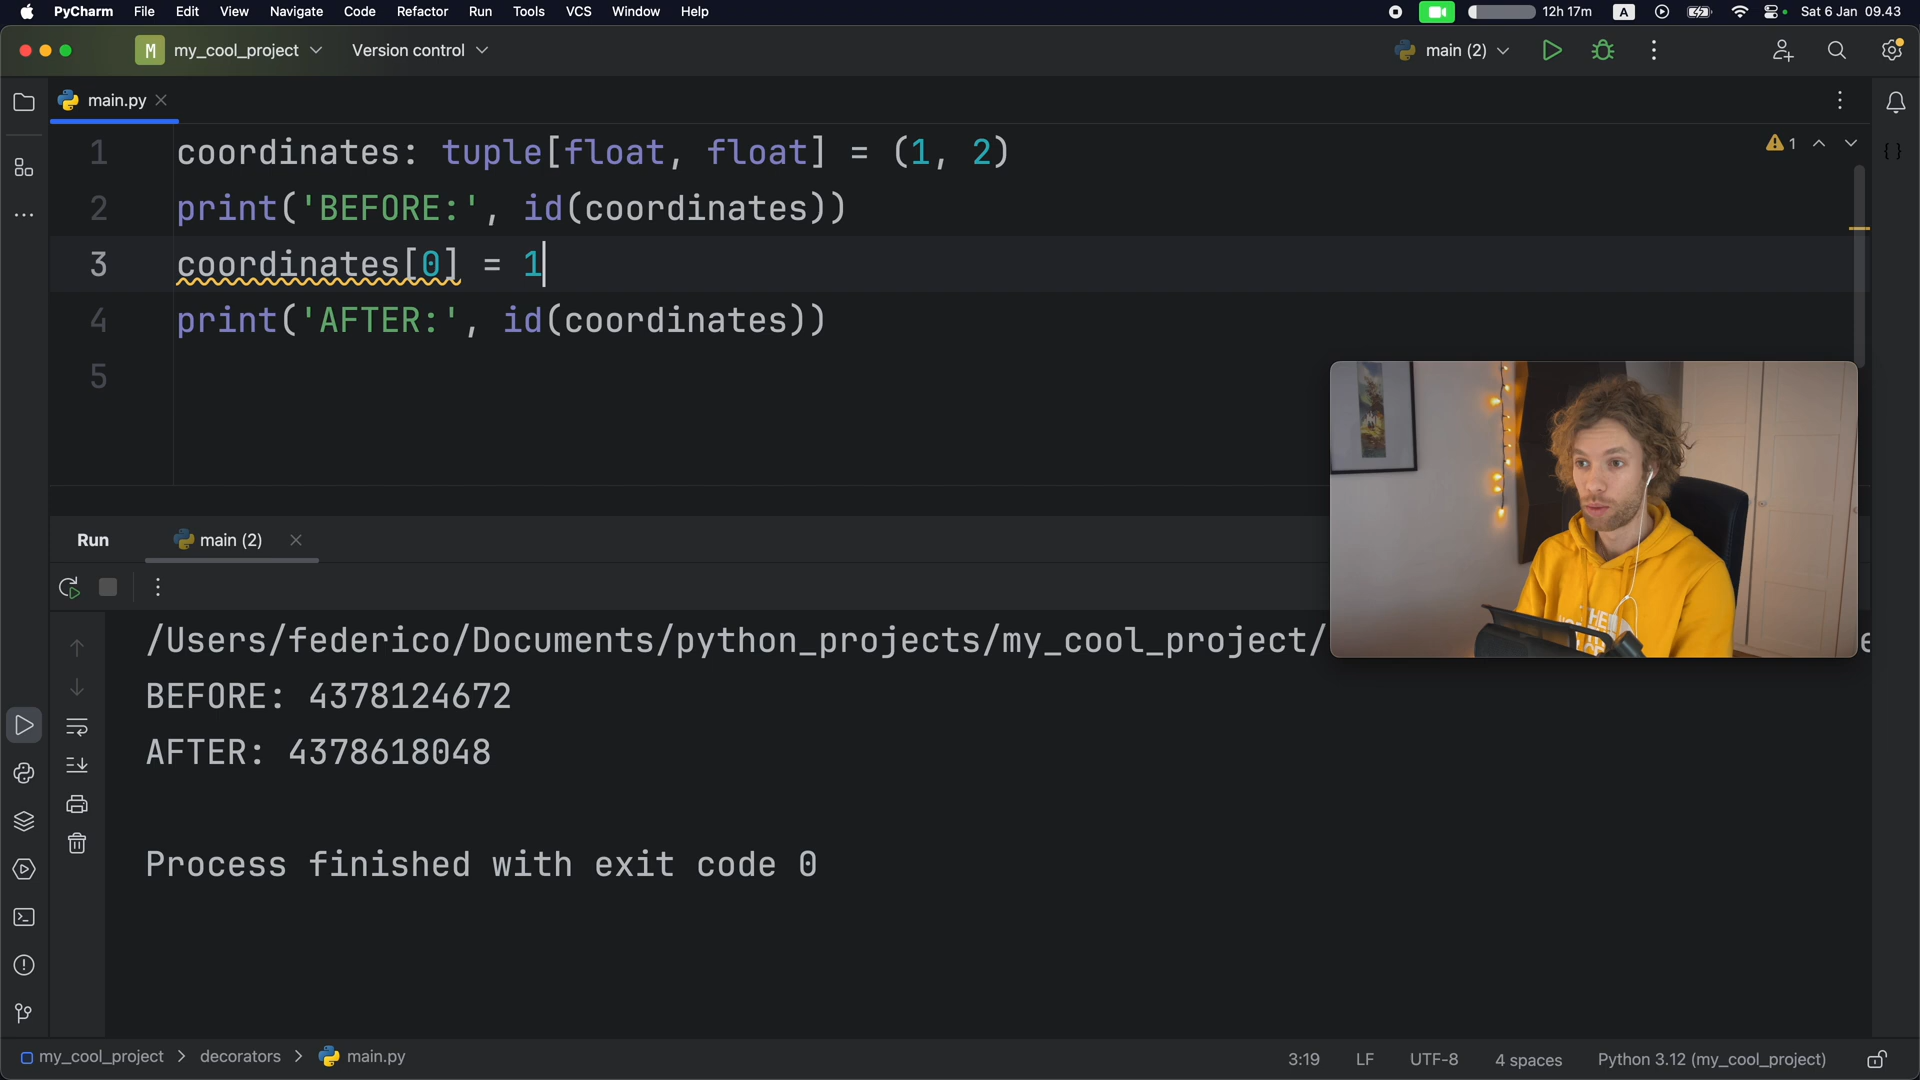 PyCharm File Edit View Navigate Code Refactor Run Tools VCS Window Help 12h 17m A Sat 6 Jan 09.43
M my_cool_project Version control main (2)
main.py
1 coordinates: tuple[float, float] = (1, 2)
1
2 print('BEFORE:', id(coordinates))
3 coordinates[0] = 1
4 print('AFTER:', id(coordinates))
5
Run main (2)
/Users/federico/Documents/python_projects/my_cool_project/
BEFORE: 4378124672
AFTER: 4378618048
Process finished with exit code 0
my_cool_project > decorators > main.py 3:19 LF UTF-8 4 spaces Python 3.12 (my_cool_project)